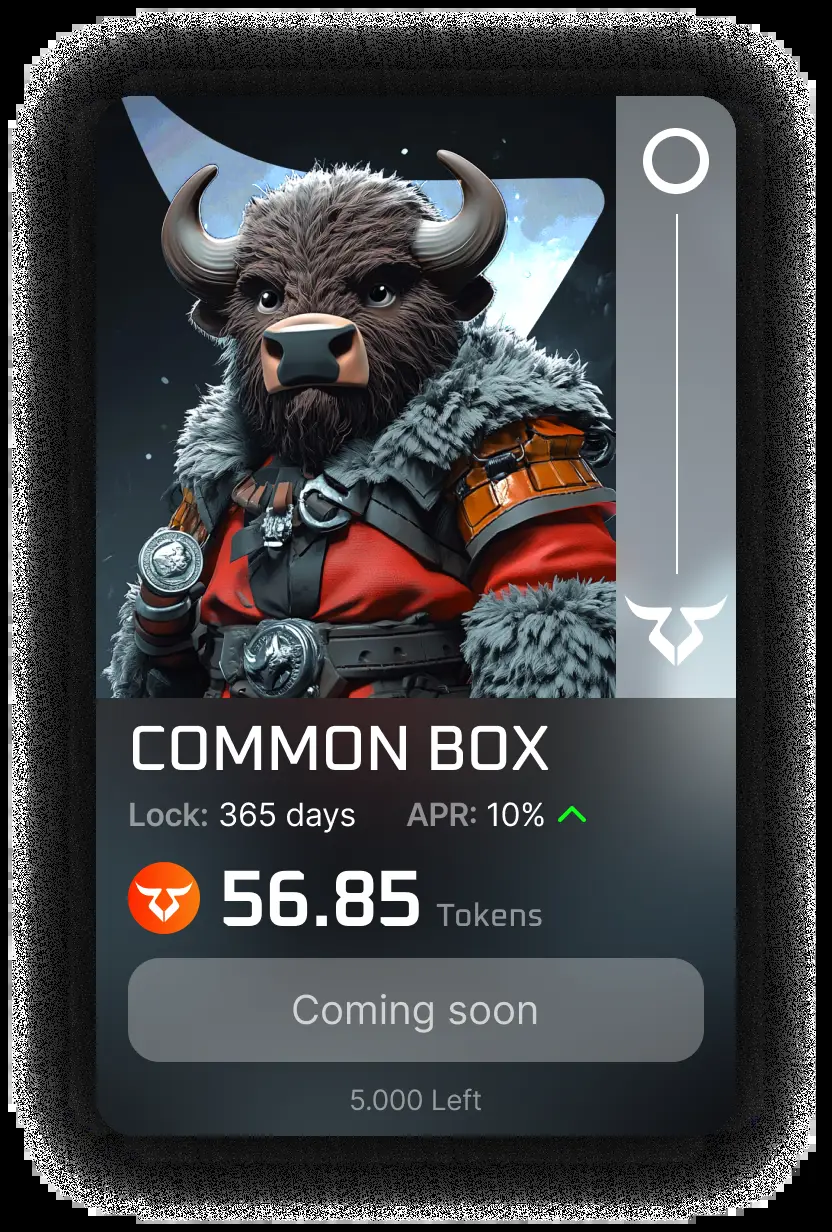 COMMON BOX
Lock: 365 days APR: 10%
56.85 Tokens
Coming soon
5.000 Left